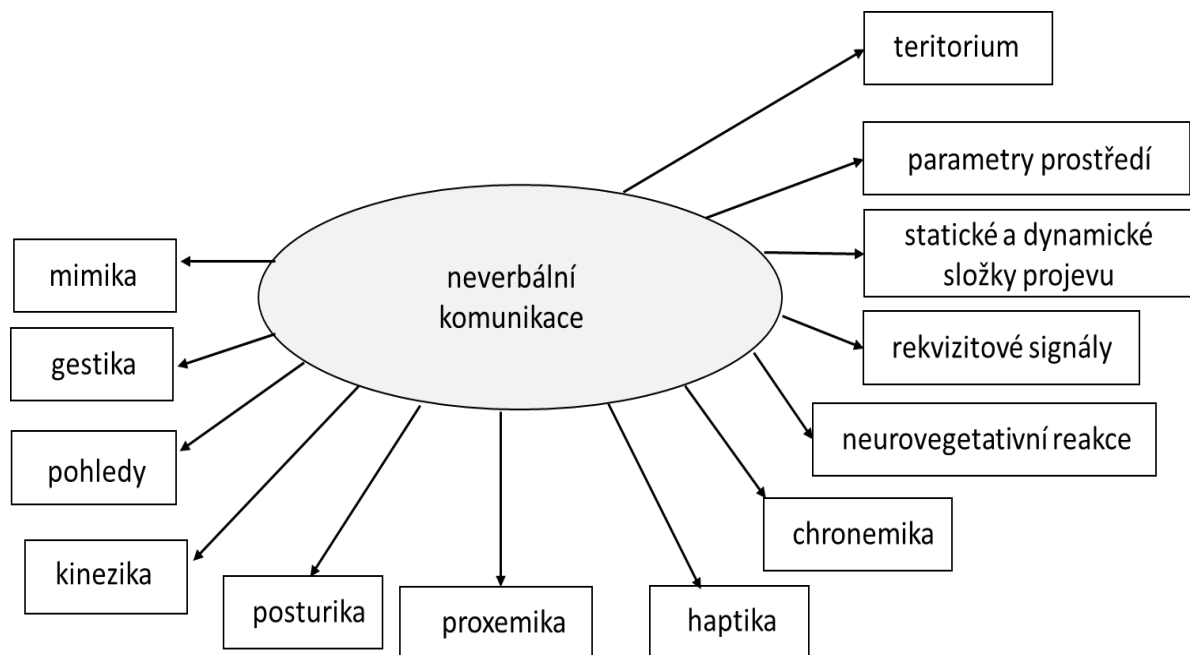 teritorium
parametry prostředí
statické a dynamické
složky projevu
mimika
neverbální
komunikace
gestika
rekvizitové signály
pohledy
neurovegetativní reakce
kinezika
chronemika
posturika
proxemika
haptika